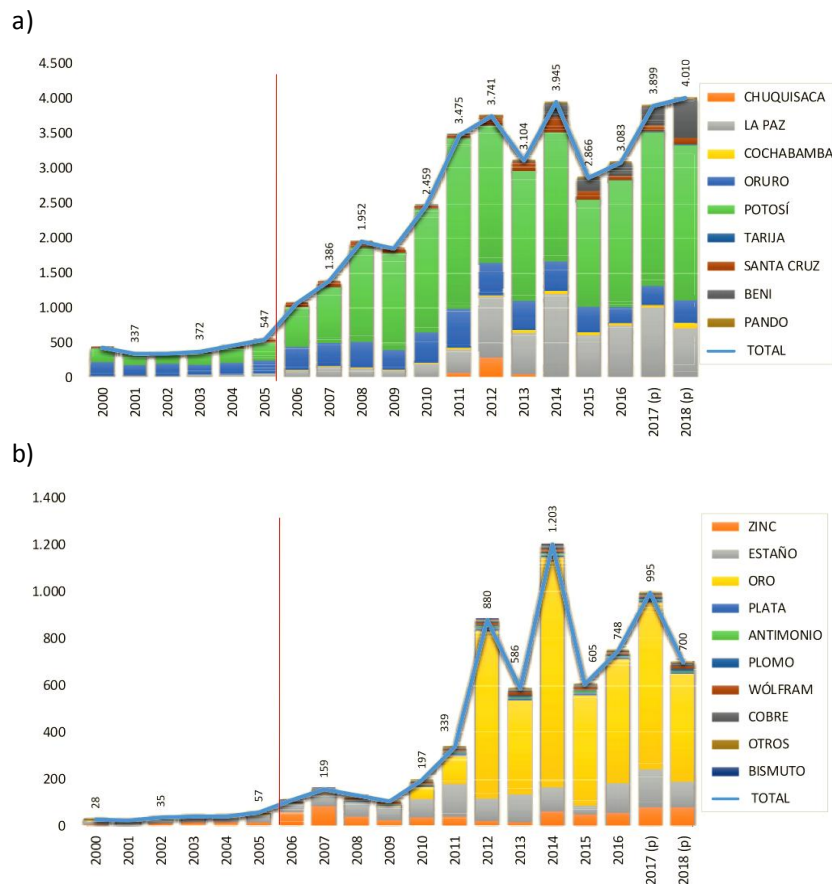 a)
4.500
4.000
3.500
3.000
2.500
2.000
1.500
1.000
500
0
337
372
547
1.386
1.952
2.459
3.475
3.741
3.104
3.945
2.866
3.083
3.899
4.010
2000
2001
2002
2003
2004
2005
2006
2007
2008
2009
2010
2011
2012
2013
2014
2015
2016
2017 (p)
2018 (p)
CHUQUISACA
LA PAZ
COCHABAMBA
ORURO
POTOSÍ
TARIJA
SANTA CRUZ
BENI
PANDO
TOTAL
b)
1.400
1.200
1.000
800
600
400
200
0
28
35
57
159
197
339
880
586
1.203
605
748
995
700
2000
2001
2002
2003
2004
2005
2006
2007
2008
2009
2010
2011
2012
2013
2014
2015
2016
2017 (p)
2018 (p)
ZINC
ESTAÑO
ORO
PLATA
ANTIMONIO
PLOMO
WÓLFRAM
COBRE
OTROS
BISMUTO
TOTAL